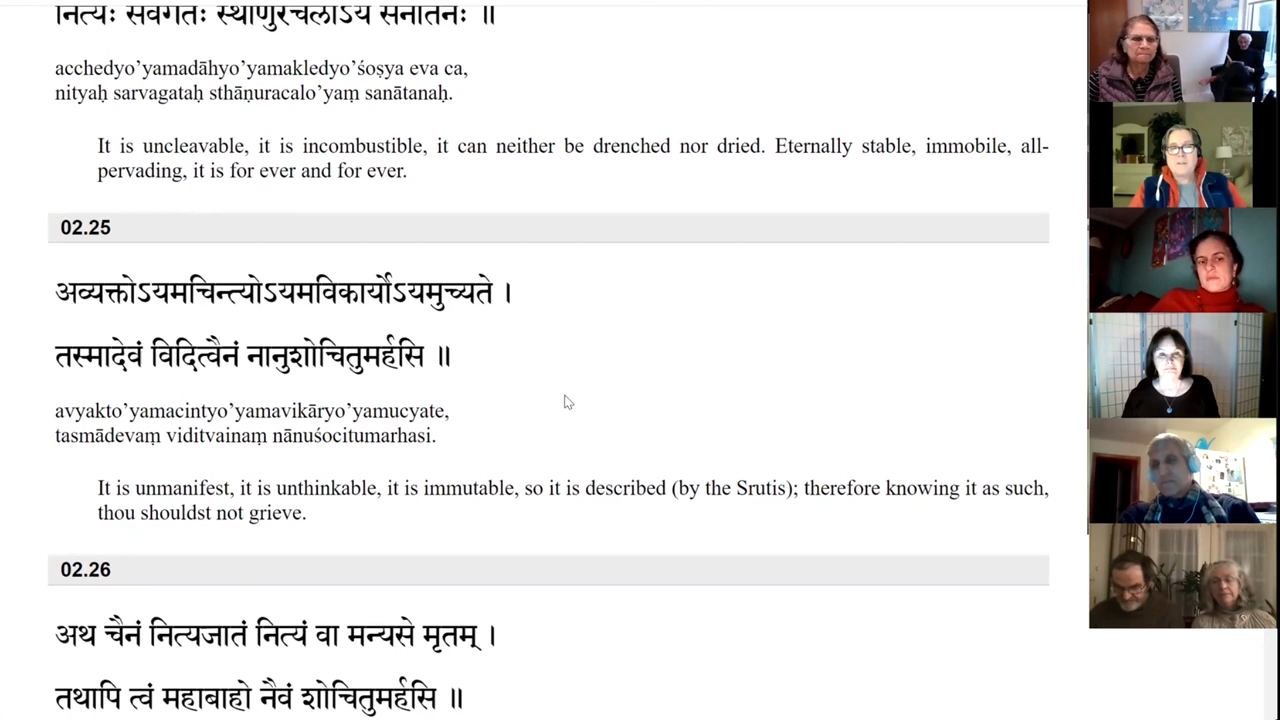 नित्यः सर्वगतः स्थाणुरचलोऽयं सनातनः ॥
acchedyo’yamadāhyo’yamakledyo’śoṣya eva ca,
nityaḥ sarvagataḥ sthāṇuracalo’yaṃ sanātanaḥ.
It is uncleavable, it is incombustible, it can neither be drenched nor dried. Eternally stable, immobile, all-
pervading, it is for ever and for ever.
02.25
अव्यक्तोऽयमचिन्त्योऽयमविकार्योऽयमुच्यते ।
तस्मादेवं विदित्वैनं नानुशोचितुमर्हसि ॥
avyakto’yamacintyo’yamavikāryo’yamucyate,
tasmādevaṃ viditvainaṃ nānuśocitumarhasi.
It is unmanifest, it is unthinkable, it is immutable, so it is described (by the Srutis); therefore knowing it as such,
thou shouldst not grieve.
02.26
अथ चैनं नित्यजातं नित्यं वा मन्यसे मृतम् ।
तथापि त्वं महाबाहो नैवं शोचितुमर्हसि ॥